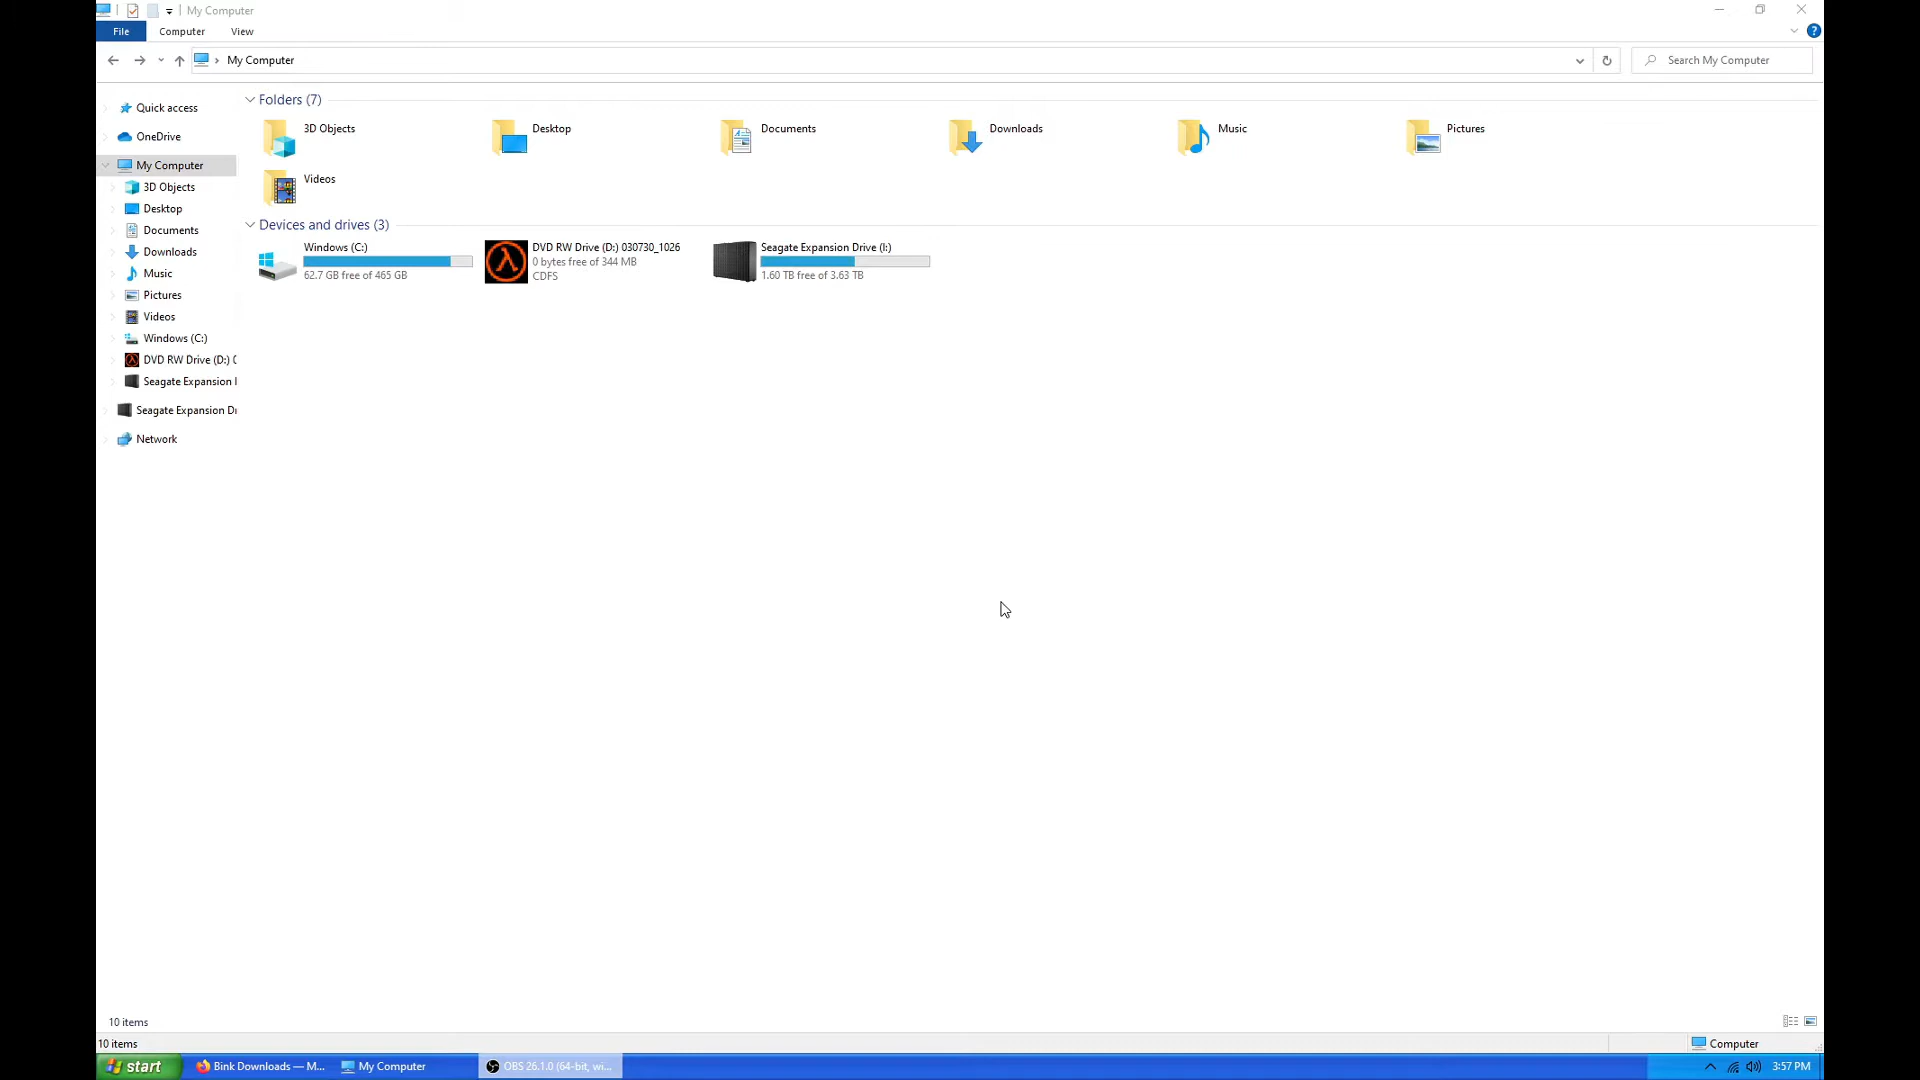 My Computer
File Computer View
My Computer
Search My Computer
Quick access
OneDrive
My Computer
3D Objects
Desktop
Documents
Downloads
Music
Pictures
Videos
Windows (C:)
DVD RW Drive (D:) 0
Seagate Expansion
Seagate Expansion Dr
Network
Folders (7)
3D Objects
Desktop
Documents
Downloads
Music
Pictures
Videos
Devices and drives (3)
Windows (C:)
62.7 GB free of 465 GB
DVD RW Drive (D:) 030730_1026
0 bytes free of 344 MB
CDFS
Seagate Expansion Drive (I:)
1.60 TB free of 3.63 TB
10 items
10 items
Computer
start
Bink Downloads — M...
My Computer
OBS 26.1.0 (64-bit, wi...
3:57 PM